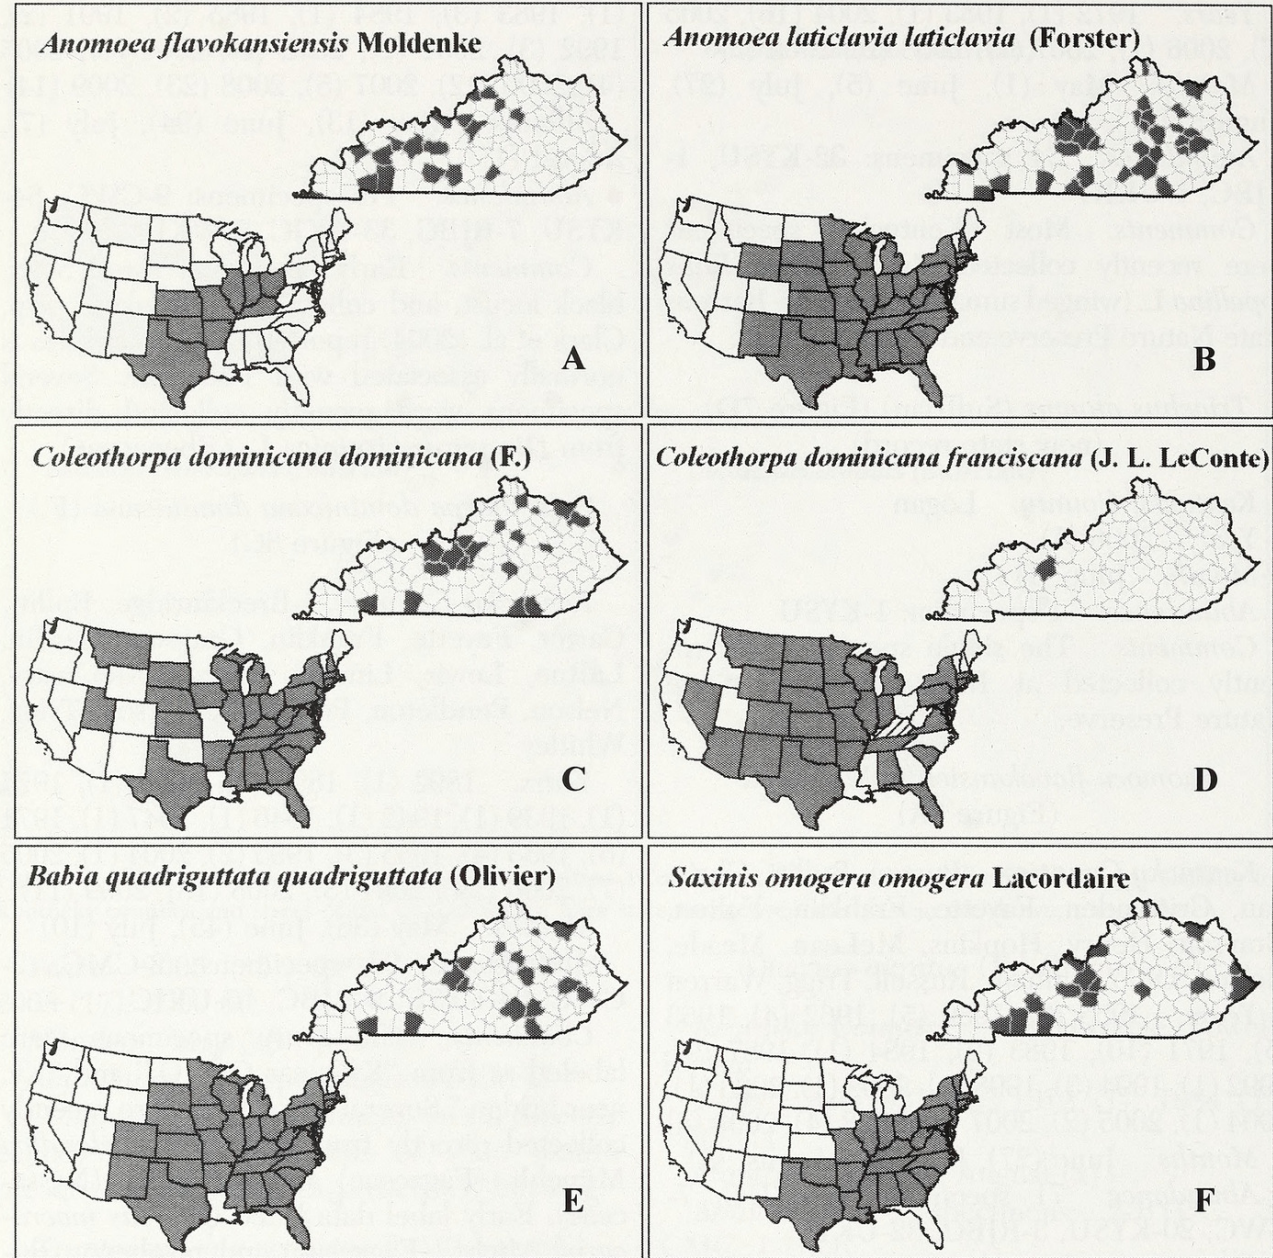 Anomoea flavokansiensis Moldenke
A
Anomoea laticlavia laticlavia (Forster)
B
Coleothorpa dominicana dominicana (F.)
C
Coleothorpa dominicana franciscana (J. L. LeConte)
D
Babia quadriguttata quadriguttata (Olivier)
E
Saxinis omogera omogera Lacordaire
F